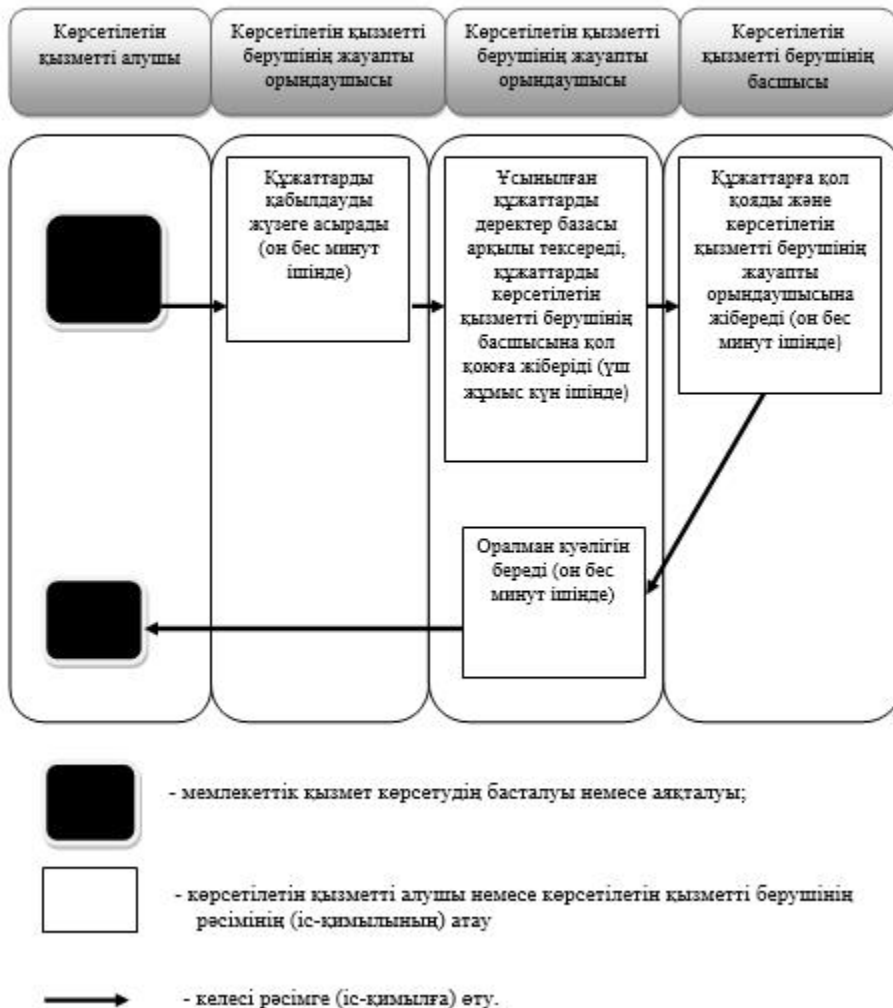 Көрсетілетін
қызметті алушы
Көрсетілетін қызметті
берушінің жауапты
орындаушысы
Көрсетілетін қызметті
берушінің жауапты
орындаушысы
Көрсетілетін
қызметті берушінің
басшысы
Құжаттарды
қабылдауды
жүзеге асырады
(он бес минут
ішінде)
Ұсынылған
құжаттарды
деректер базасы
арқылы тексереді,
құжаттарды
көрсетілетін
қызметті берушінің
басшысына қол
қоюға жіберіді (үш
жұмыс күн ішінде)
Құжаттарға қол
қояды және
көрсетілетін
қызметті берушінің
жауапты
орындаушысына
жібереді (он бес
минут ішінде)
Оралман куәлігін
береді (он бес
минут ішінде)
- мемлекеттік қызмет көрсетудің басталуы немесе аяқталуы;
- көрсетілетін қызметті алушы немесе көрсетілетін қызметті берушінің
рәсімінің (іс-қимылының) атау
- келесі рәсімге (іс-қимылға) өту.